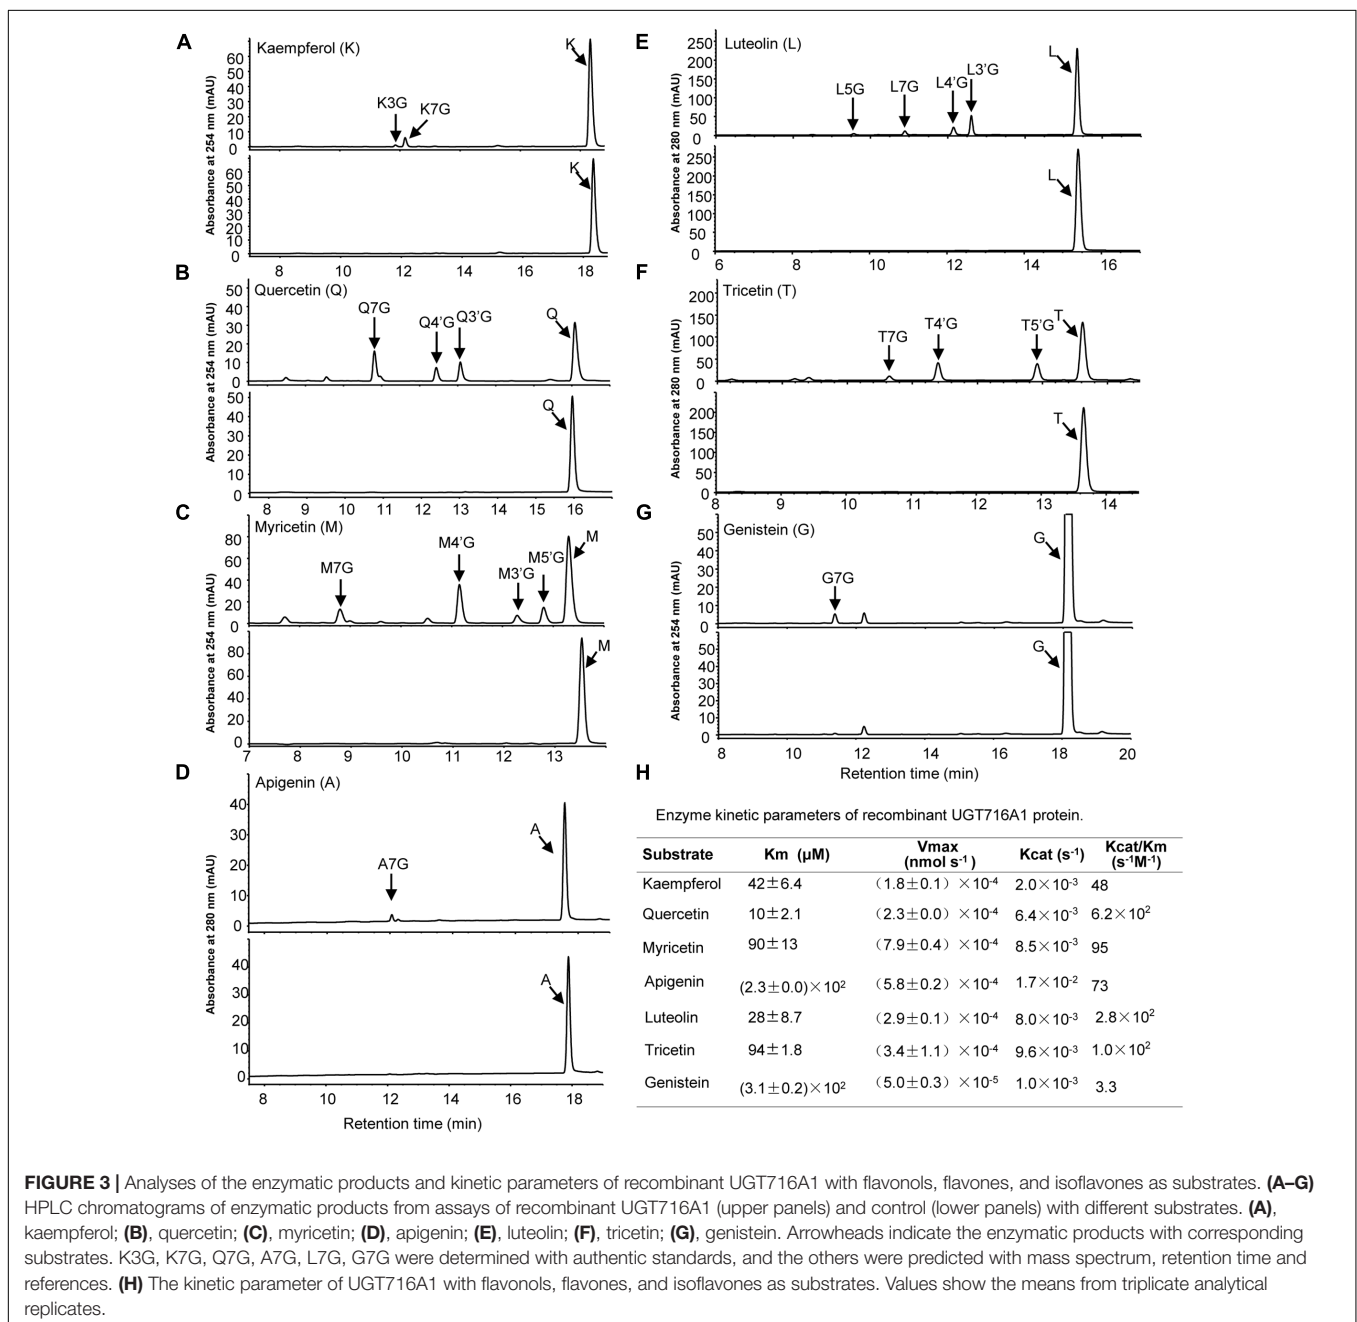 A
Kaempferol (K)
K
K3G
K7G
60
50
40
30
20
10
0
K
60
50
40
30
20
10
0
8 10 12 14 16 18
Absorbance at 254 nm (mAU)
B
Quercetin (Q)
Q7G
Q4'G
Q3'G
Q
50
40
30
20
10
0
Q
50
40
30
20
10
0
8 9 10 11 12 13 14 15 16
Absorbance at 254 nm (mAU)
C
Myricetin (M)
M7G
M4'G
M3'G
M5'G
M
80
60
40
20
0
M
80
60
40
20
0
7 8 9 10 11 12 13
Absorbance at 254 nm (mAU)
D
Apigenin (A)
A7G
A
40
30
20
10
0
A
40
30
20
10
0
8 10 12 14 16 18
Absorbance at 280 nm (mAU)
Retention time (min)
E
Luteolin (L)
L5G
L7G
L4'G
L3'G
L
250
200
150
100
50
0
L
250
200
150
100
50
0
6 8 10 12 14 16
Absorbance at 280 nm (mAU)
F
Tricetin (T)
T7G
T4'G
T5'G
T
200
150
100
50
0
T
200
150
100
50
0
8 9 10 11 12 13 14
Absorbance at 280 nm (mAU)
G
Genistein (G)
G7G
G
50
40
30
20
10
0
G
50
40
30
20
10
0
8 10 12 14 16 18 20
Absorbance at 254 nm (mAU)
Retention time (min)
H
Enzyme kinetic parameters of recombinant UGT716A1 protein.
Substrate Km (μM) Vmax (nmol s⁻¹) Kcat (s⁻¹) Kcat/Km (s⁻¹M⁻¹)
Kaempferol 42±6.4 (1.8±0.1) ×10⁻⁴ 2.0×10⁻³ 48
Quercetin 10±2.1 (2.3±0.0) ×10⁻⁴ 6.4×10⁻³ 6.2×10²
Myricetin 90±13 (7.9±0.4) ×10⁻⁴ 8.5×10⁻³ 95
Apigenin (2.3±0.0)×10² (5.8±0.2) ×10⁻⁴ 1.7×10⁻² 73
Luteolin 28±8.7 (2.9±0.1) ×10⁻⁴ 8.0×10⁻³ 2.8×10²
Tricetin 94±1.8 (3.4±1.1) ×10⁻⁴ 9.6×10⁻³ 1.0×10²
Genistein (3.1±0.2)×10² (5.0±0.3) ×10⁻⁵ 1.0×10⁻³ 3.3
FIGURE 3 | Analyses of the enzymatic products and kinetic parameters of recombinant UGT716A1 with flavonols, flavones, and isoflavones as substrates. (A–G)
HPLC chromatograms of enzymatic products from assays of recombinant UGT716A1 (upper panels) and control (lower panels) with different substrates. (A),
kaempferol; (B), quercetin; (C), myricetin; (D), apigenin; (E), luteolin; (F), tricetin; (G), genistein. Arrowheads indicate the enzymatic products with corresponding
substrates. K3G, K7G, Q7G, A7G, L7G, G7G were determined with authentic standards, and the others were predicted with mass spectrum, retention time and
references. (H) The kinetic parameter of UGT716A1 with flavonols, flavones, and isoflavones as substrates. Values show the means from triplicate analytical
replicates.